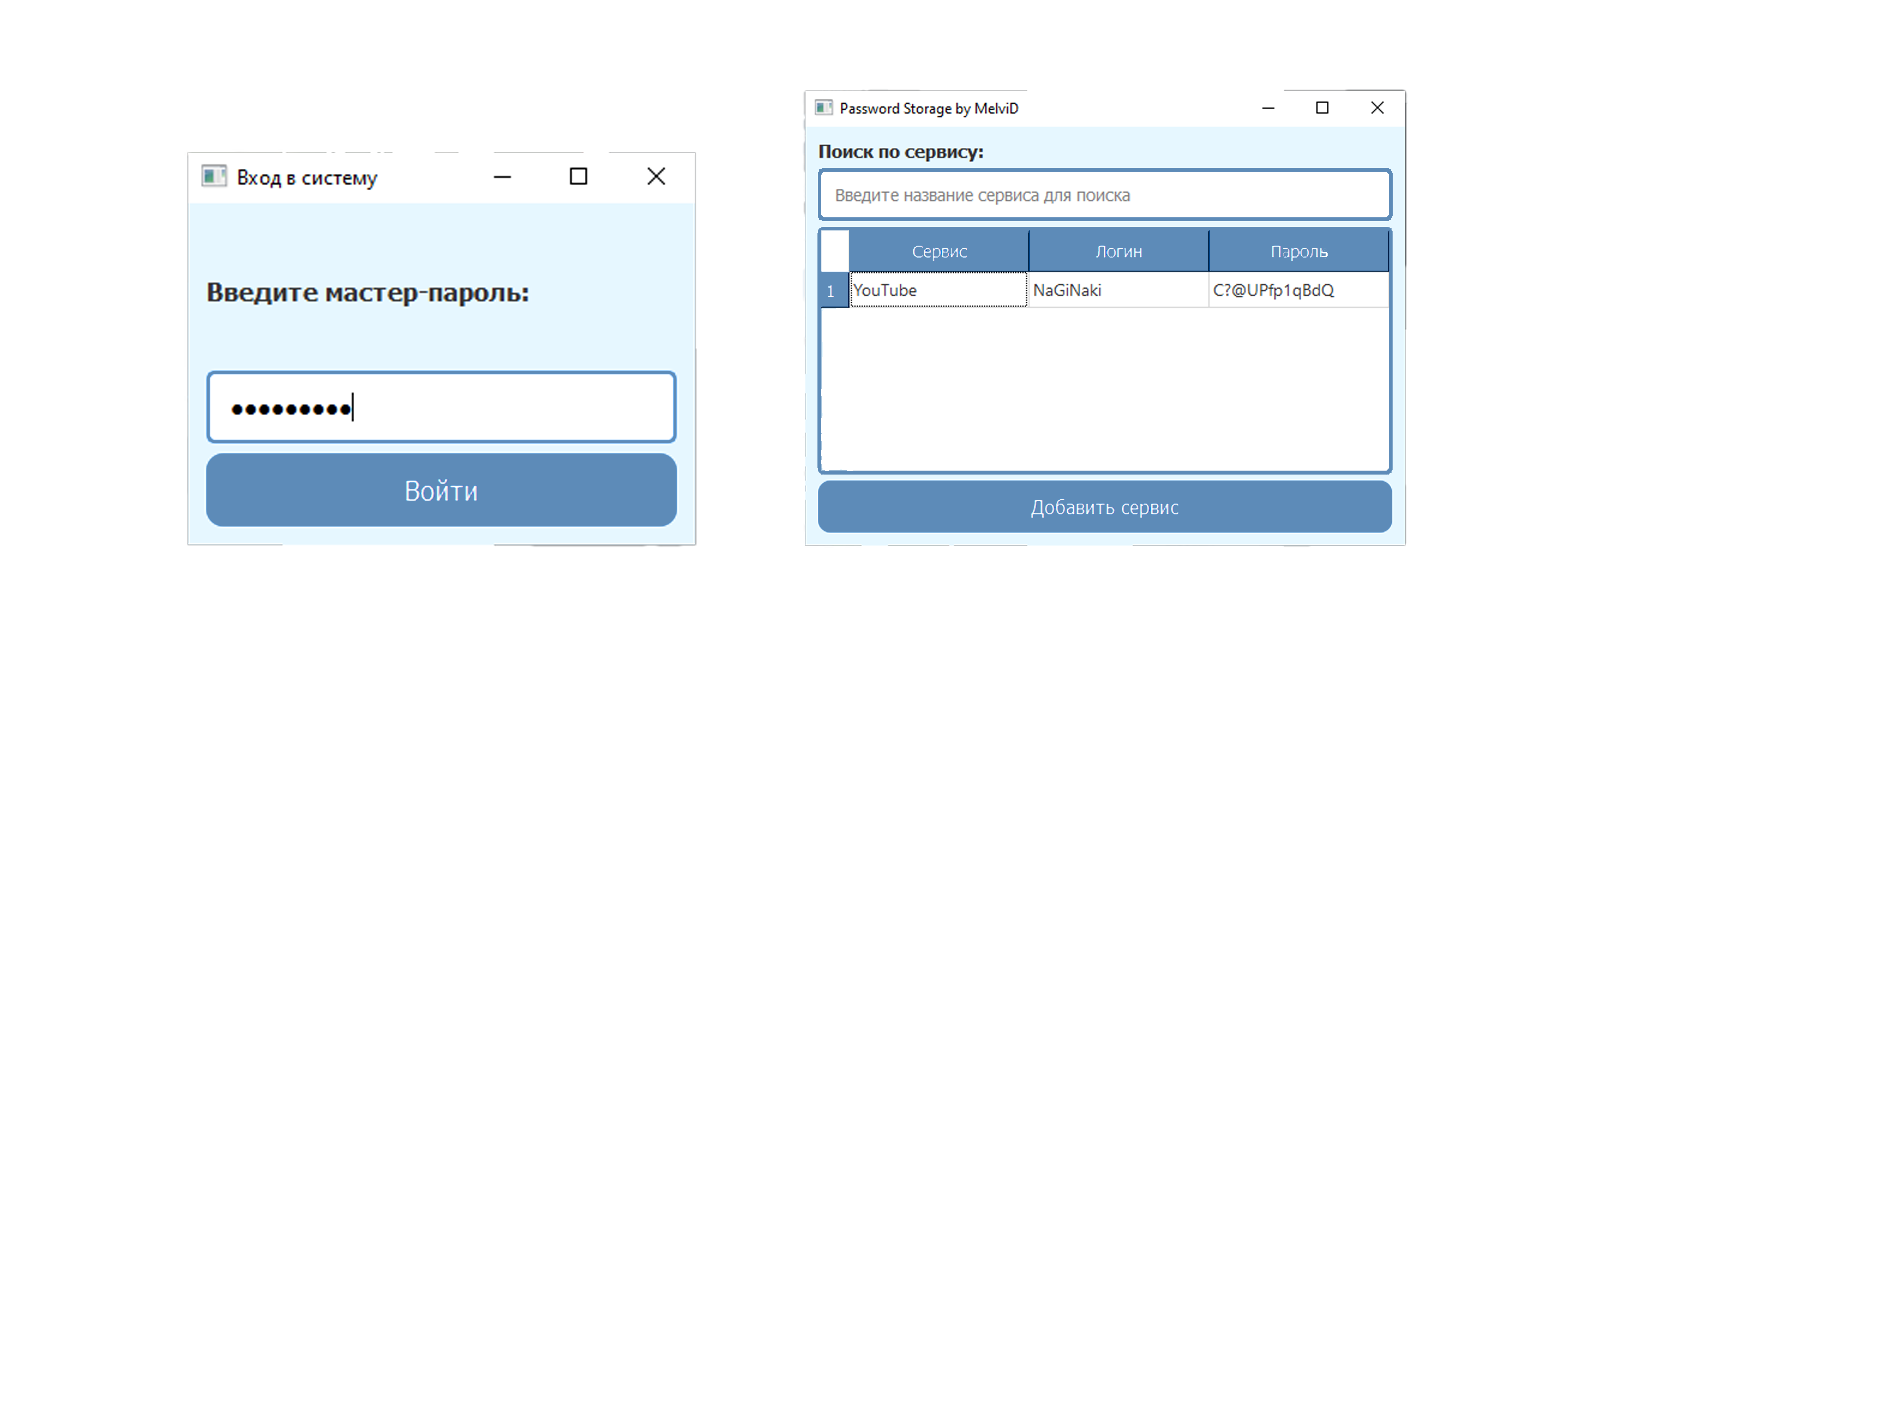 Вход в систему
Введите мастер-пароль:
●●●●●●●●●
Войти
Password Storage by MelviD
Поиск по сервису:
Введите название сервиса для поиска
Сервис Логин Пароль
1 YouTube NaGiNaki C?@UPfp1qBdQ
Добавить сервис